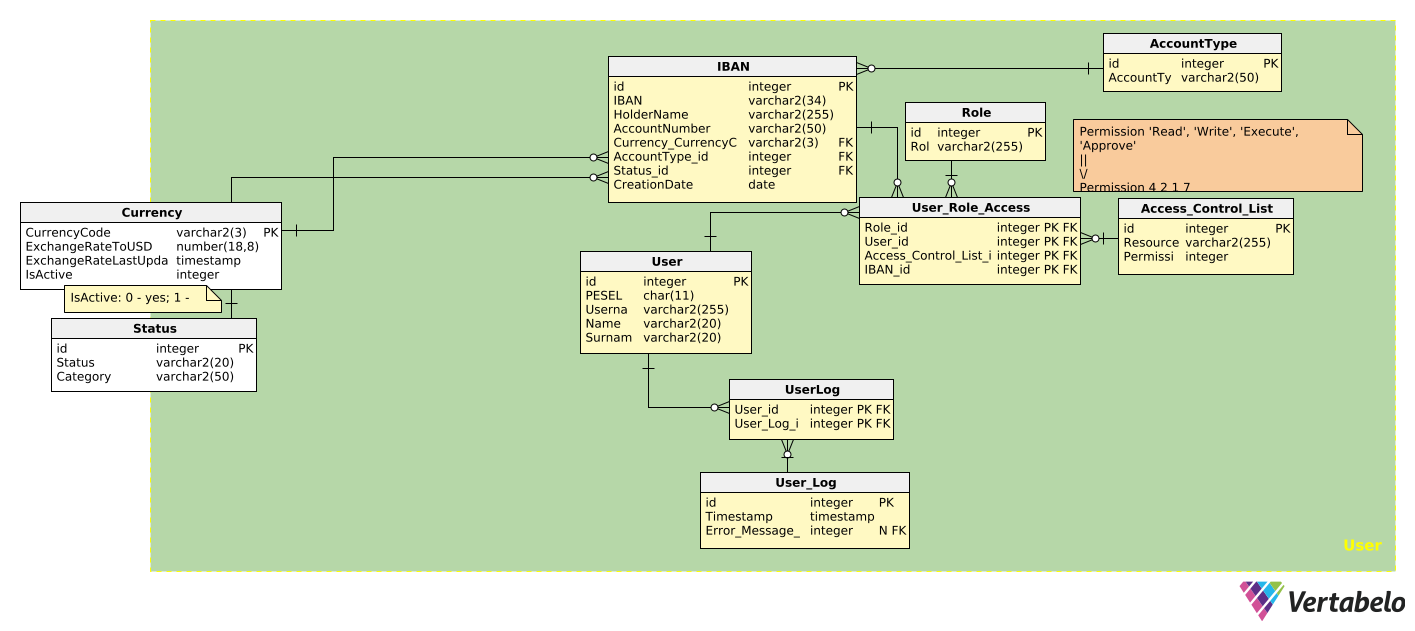 AccountType
id integer PK
AccountTy varchar2(50)
IBAN
id integer PK
IBAN varchar2(34)
HolderName varchar2(255)
AccountNumber varchar2(50)
Currency_CurrencyC varchar2(3) FK
AccountType_id integer FK
Status_id integer FK
CreationDate date
Role
id integer PK
Rol varchar2(255)
Permission 'Read', 'Write', 'Execute',
'Approve'
||
\/
Permission 4 2 1 7
Currency
CurrencyCode varchar2(3) PK
ExchangeRateToUSD number(18,8)
ExchangeRateLastUpda timestamp
IsActive integer
IsActive: 0 - yes; 1 -
Status
id integer PK
Status varchar2(20)
Category varchar2(50)
User_Role_Access
Role_id integer PK FK
User_id integer PK FK
Access_Control_List_i integer PK FK
IBAN_id integer PK FK
Access_Control_List
id integer PK
Resource varchar2(255)
Permissi integer
User
id integer PK
PESEL char(11)
Userna varchar2(255)
Name varchar2(20)
Surnam varchar2(20)
UserLog
User_id integer PK FK
User_Log_i integer PK FK
User_Log
id integer PK
Timestamp timestamp
Error_Message_ integer N FK
User
Vertabelo